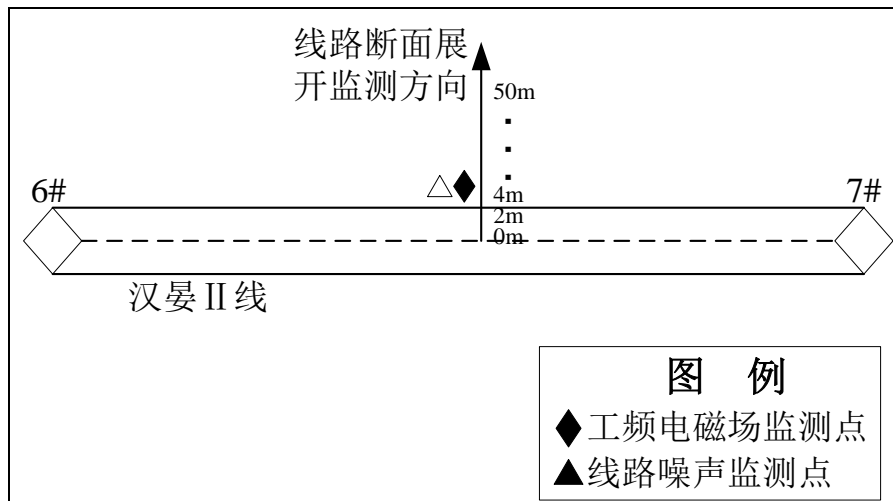 线路断面展
开监测方向
50m
4m
2m
0m
6#
7#
汉晏Ⅱ线
图 例
工频电磁场监测点
线路噪声监测点